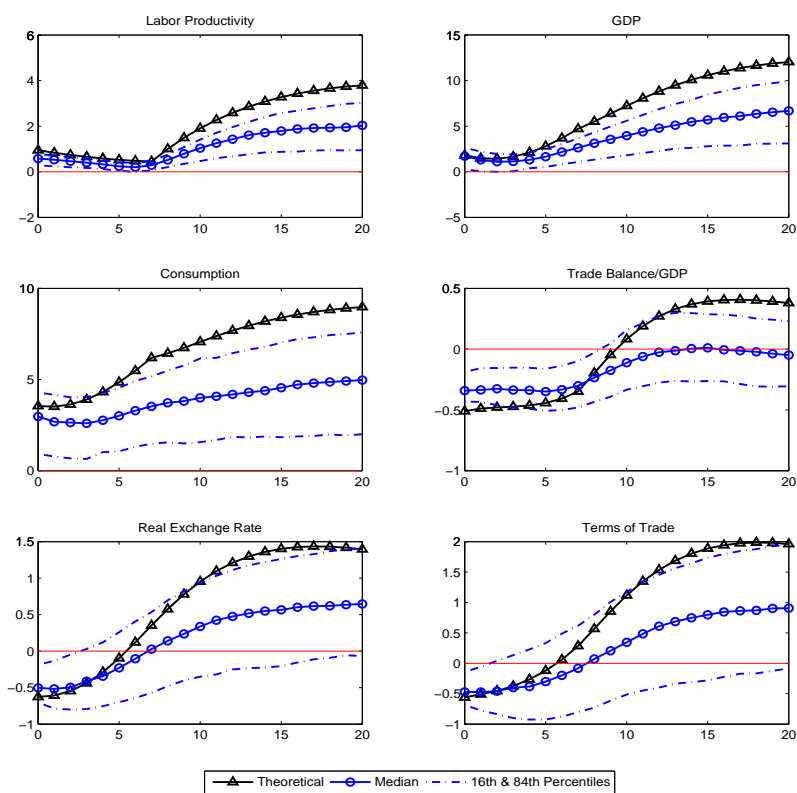 Labor Productivity
6
4
2
0
−2
0 5 10 15 20
GDP
15
10
5
0
−5
0 5 10 15 20
Consumption
10
5
0
0 5 10 15 20
Trade Balance/GDP
0.5
0
−0.5
−1
0 5 10 15 20
Real Exchange Rate
1.5
1
0.5
0
−0.5
−1
0 5 10 15 20
Terms of Trade
2
1.5
1
0.5
0
−0.5
−1
0 5 10 15 20
Theoretical Median 16th & 84th Percentiles